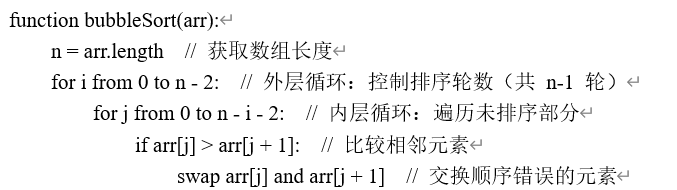 function bubbleSort(arr):
n = arr.length // 获取数组长度
for i from 0 to n - 2: // 外层循环：控制排序轮数（共 n-1 轮）
for j from 0 to n - i - 2: // 内层循环：遍历未排序部分
if arr[j] > arr[j + 1]: // 比较相邻元素
swap arr[j] and arr[j + 1] // 交换顺序错误的元素